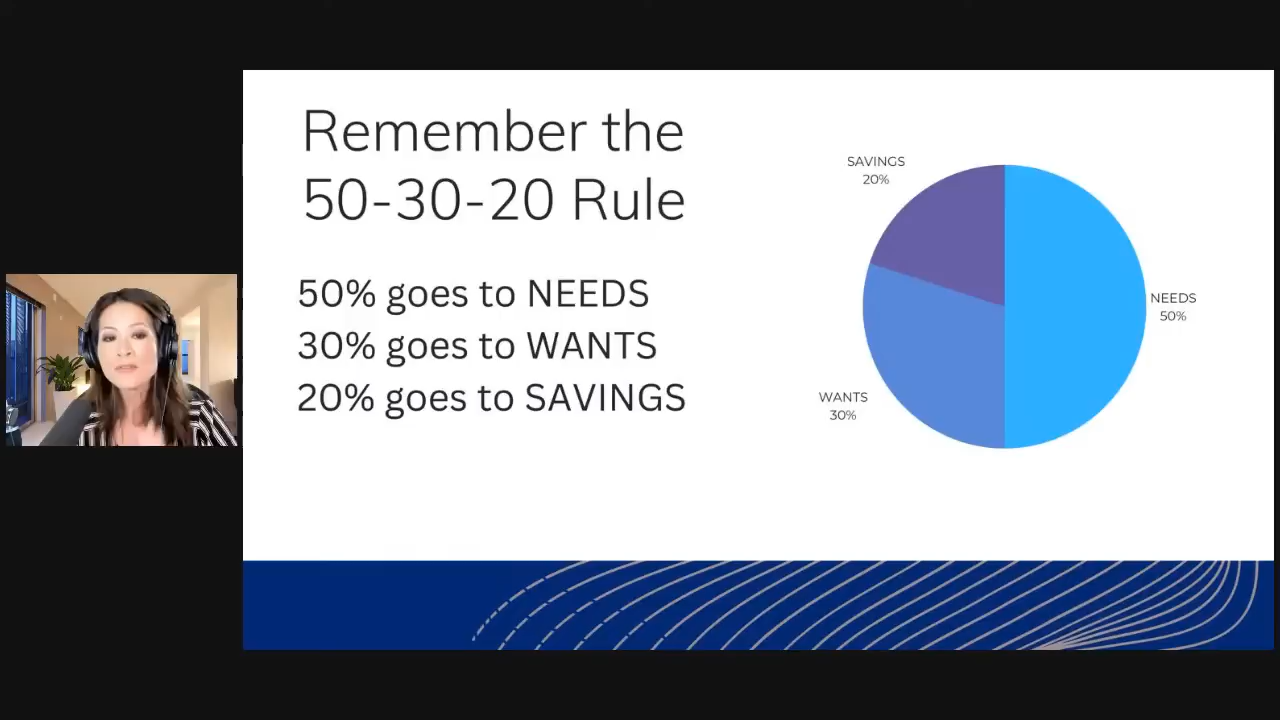 Remember the
50-30-20 Rule
50% goes to NEEDS
30% goes to WANTS
20% goes to SAVINGS
SAVINGS
20%
NEEDS
50%
WANTS
30%